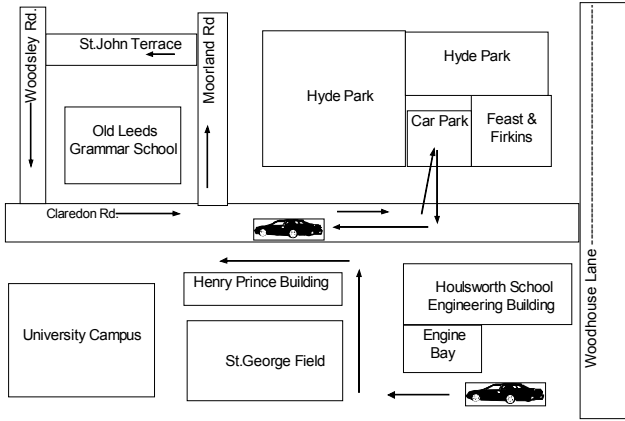 Woodsley Rd.
St.John Terrace
Moorland Rd
Hyde Park
Hyde Park
Car Park
Feast &
Firkins
Old Leeds
Grammar School
Claredon Rd.
Henry Prince Building
Houlsworth School
Engineering Building
University Campus
St.George Field
Engine
Bay
Woodhouse Lane